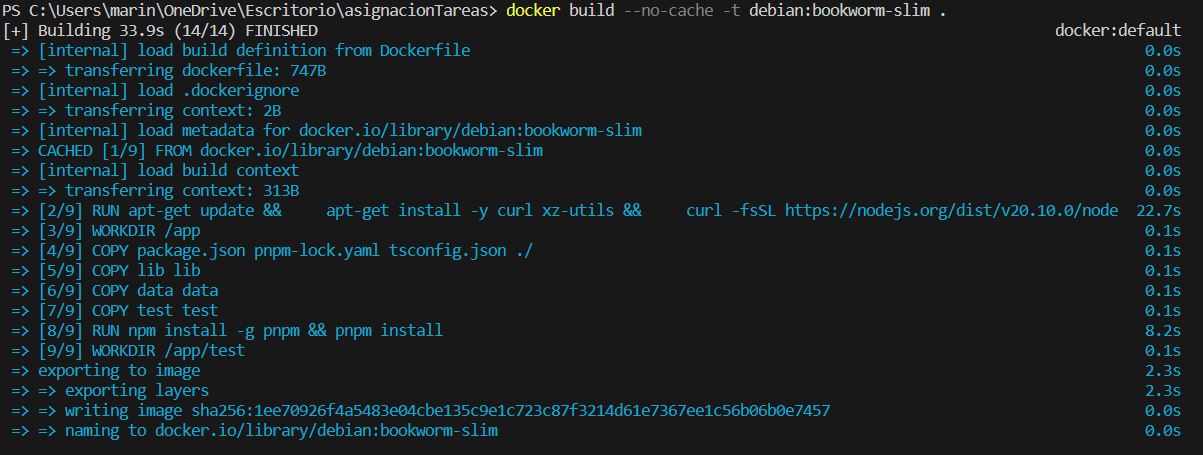 PS C:\Users\marin\OneDrive\Escritorio\asignacionTareas> docker build --no-cache -t debian:bookworm-slim .
[+] Building 33.9s (14/14) FINISHED docker:default
=> [internal] load build definition from Dockerfile 0.0s
=> => transferring dockerfile: 747B 0.0s
=> [internal] load .dockerignore 0.0s
=> => transferring context: 2B 0.0s
=> [internal] load metadata for docker.io/library/debian:bookworm-slim 0.0s
=> CACHED [1/9] FROM docker.io/library/debian:bookworm-slim 0.0s
=> [internal] load build context 0.0s
=> => transferring context: 313B 0.0s
=> [2/9] RUN apt-get update &&     apt-get install -y curl xz-utils &&     curl -fsSL https://nodejs.org/dist/v20.10.0/node 22.7s
=> [3/9] WORKDIR /app 0.1s
=> [4/9] COPY package.json pnpm-lock.yaml tsconfig.json ./ 0.1s
=> [5/9] COPY lib lib 0.1s
=> [6/9] COPY data data 0.1s
=> [7/9] COPY test test 0.1s
=> [8/9] RUN npm install -g pnpm && pnpm install 8.2s
=> [9/9] WORKDIR /app/test 0.1s
=> exporting to image 2.3s
=> => exporting layers 2.3s
=> => writing image sha256:1ee70926f4a5483e04cbe135c9e1c723c87f3214d61e7367ee1c56b06b0e7457 0.0s
=> => naming to docker.io/library/debian:bookworm-slim 0.0s